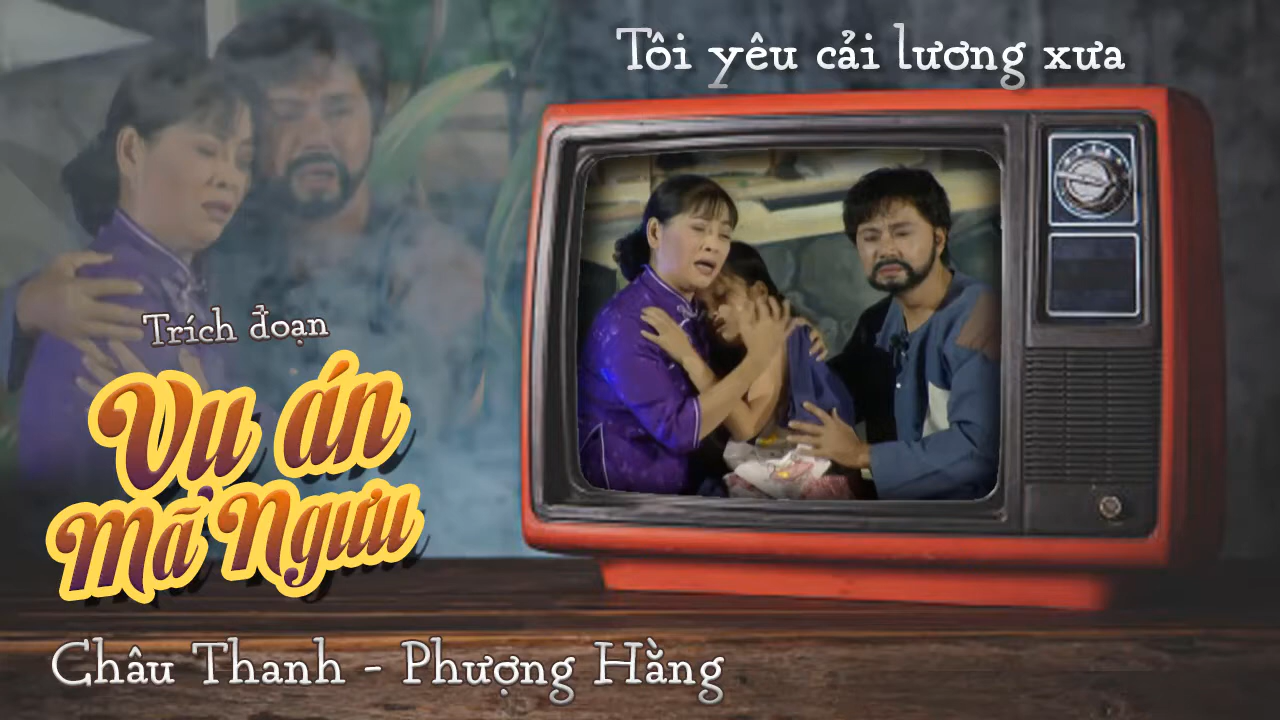 Tôi yêu cải lương xưa
Trích đoạn
Vụ án
Mã Ngưu
Châu Thanh - Phượng Hằng